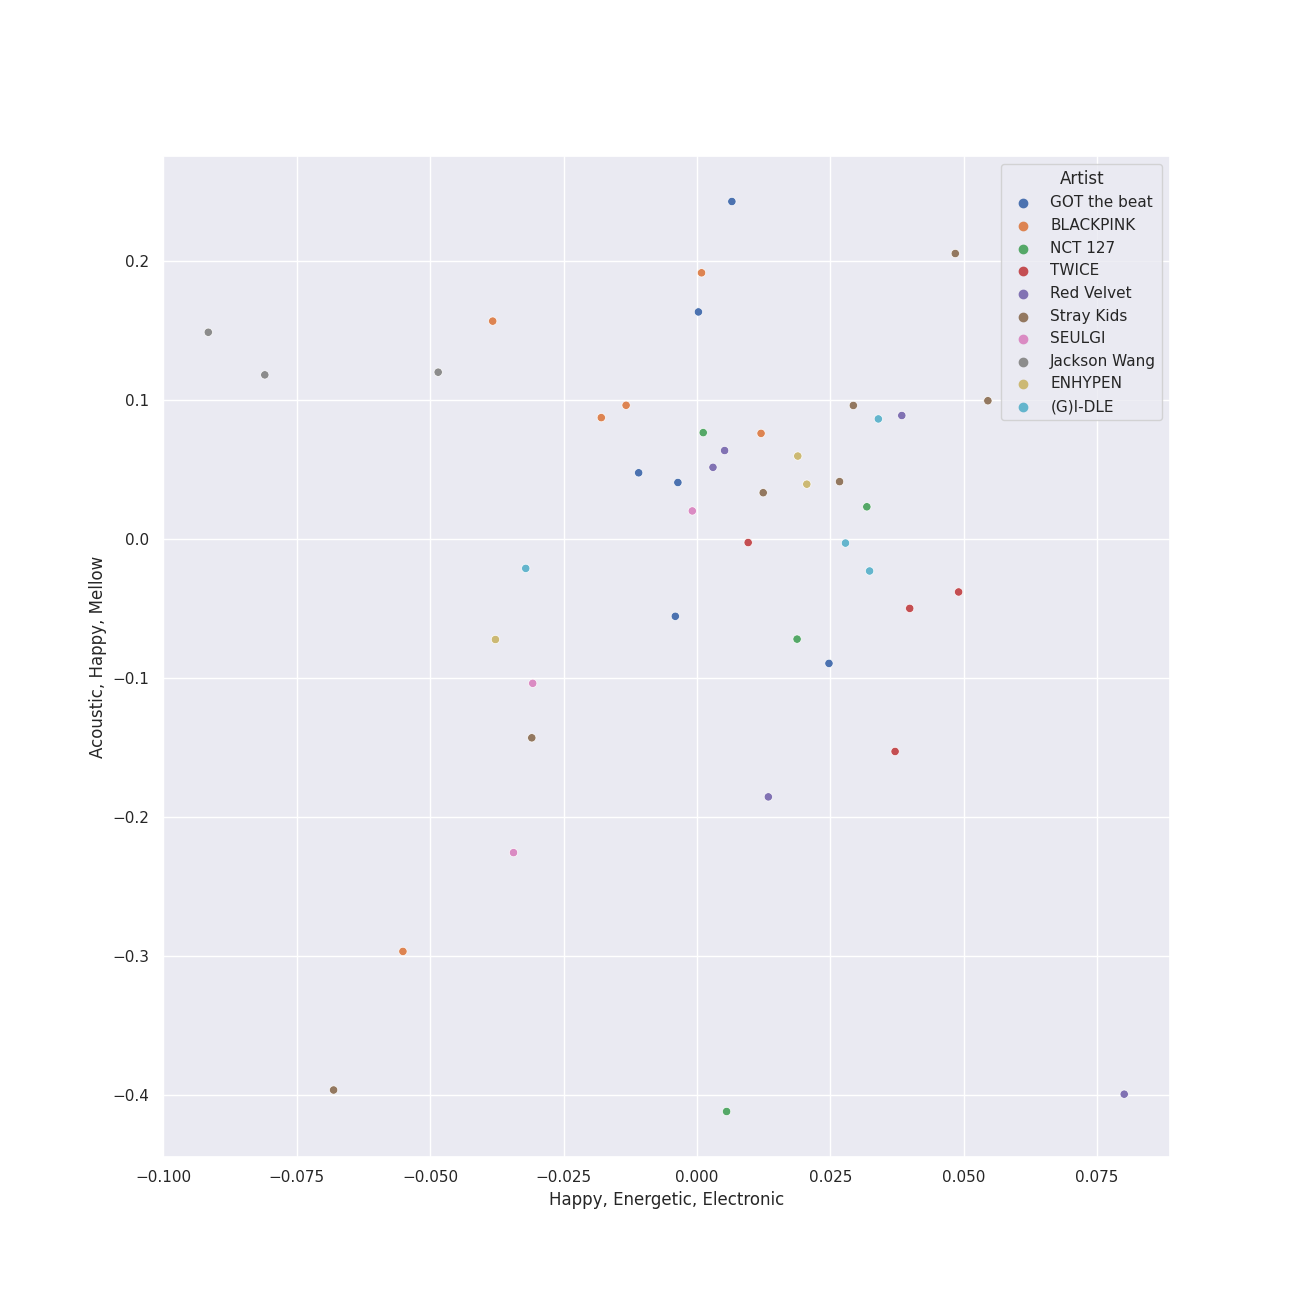 Artist
GOT the beat
BLACKPINK
NCT 127
TWICE
Red Velvet
Stray Kids
SEULGI
Jackson Wang
ENHYPEN
(G)I-DLE
0.2
0.1
0.0
−0.1
−0.2
−0.3
−0.4
Acoustic, Happy, Mellow
−0.100 −0.075 −0.050 −0.025 0.000 0.025 0.050 0.075
Happy, Energetic, Electronic